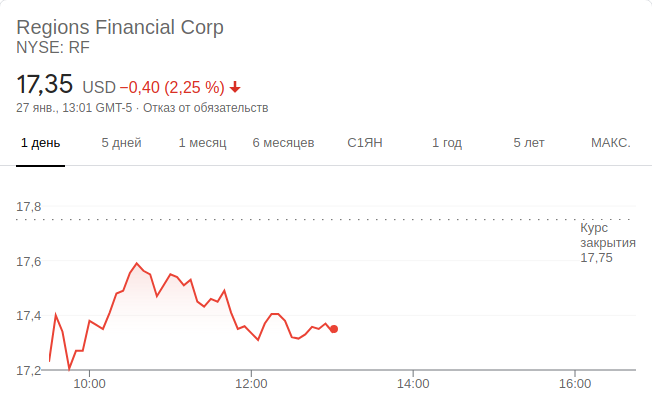 Regions Financial Corp
NYSE: RF
17,35 USD −0,40 (2,25 %)
27 янв., 13:01 GMT-5 · Отказ от обязательств
1 день 5 дней 1 месяц 6 месяцев С1ЯН 1 год 5 лет МАКС.
17,8
Курс
закрытия
17,75
17,6
17,4
17,2
10:00 12:00 14:00 16:00